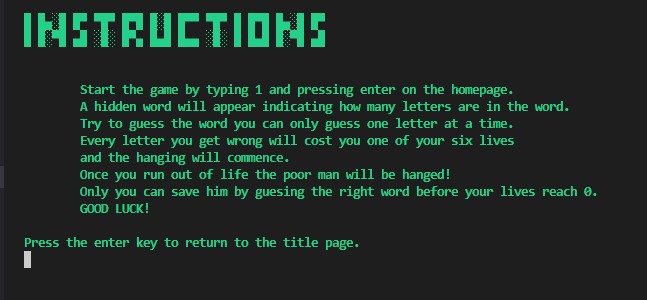 INSTRUCTIONS
Start the game by typing 1 and pressing enter on the homepage.
A hidden word will appear indicating how many letters are in the word.
Try to guess the word you can only guess one letter at a time.
Every letter you get wrong will cost you one of your six lives
and the hanging will commence.
Once you run out of life the poor man will be hanged!
Only you can save him by guesing the right word before your lives reach 0.
GOOD LUCK!
Press the enter key to return to the title page.